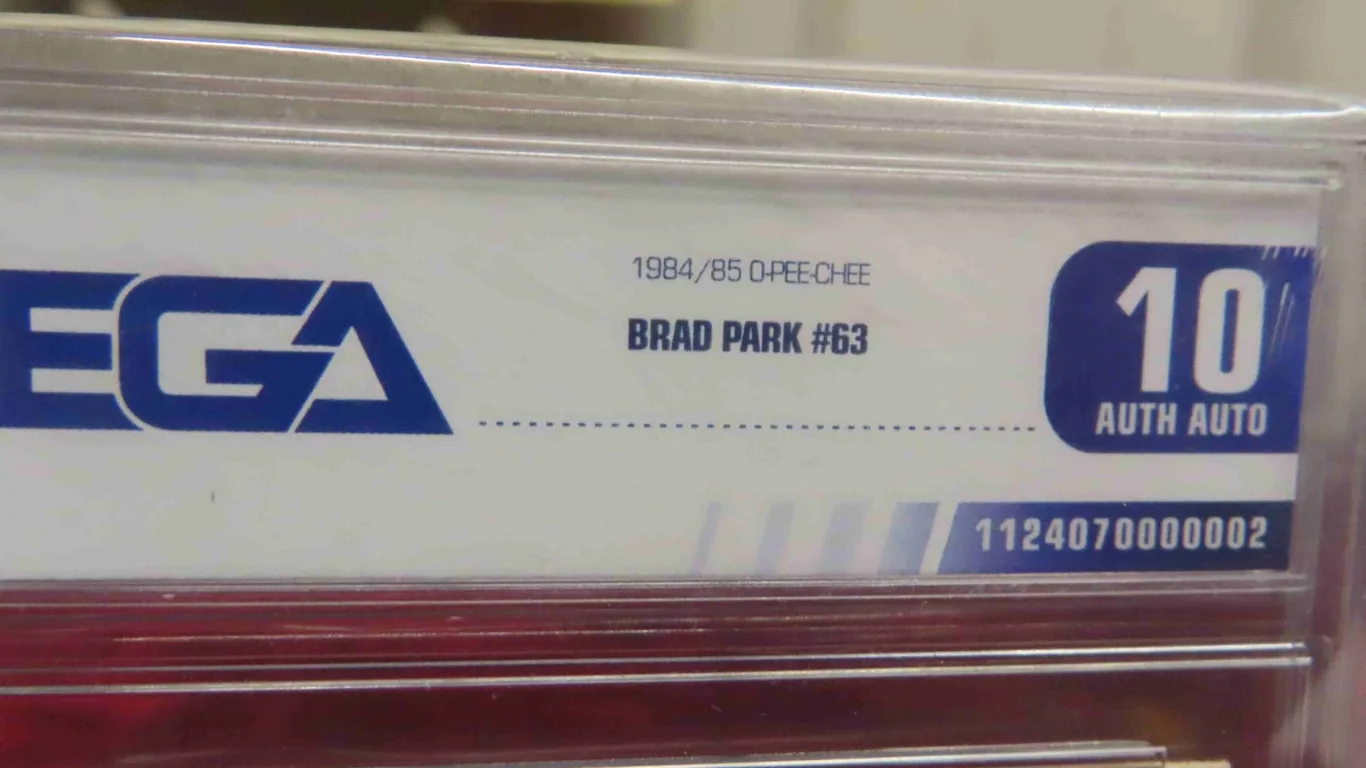 EGA
1984/85 O-PEE-CHEE
BRAD PARK #63
10
AUTH AUTO
1124070000002